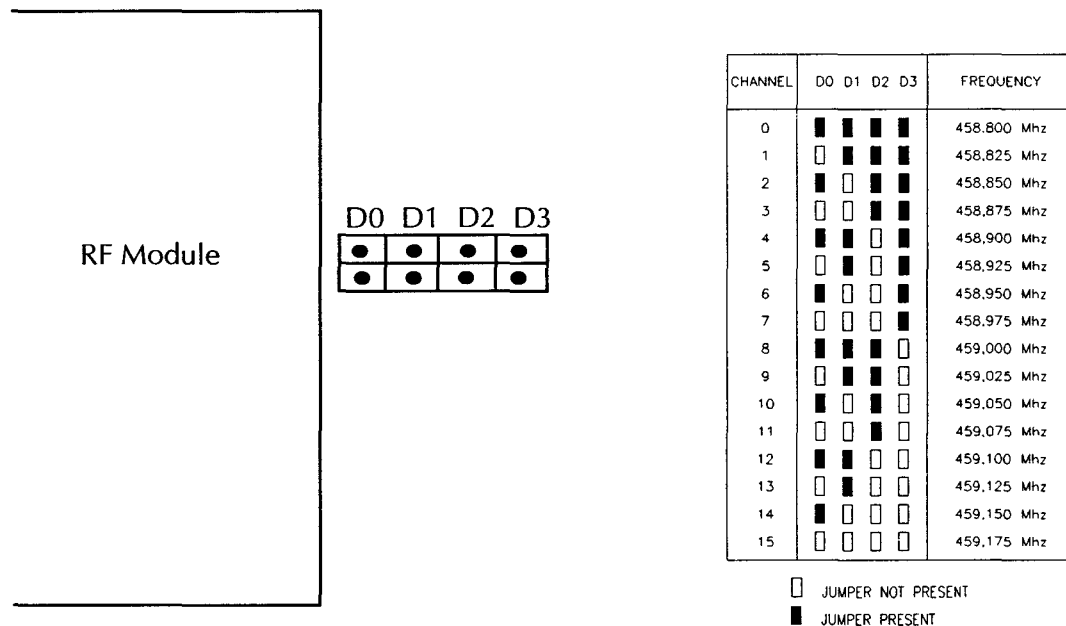 RF Module
D0 D1 D2 D3
CHANNEL D0 D1 D2 D3 FREQUENCY
0 458.800 Mhz
1 458,825 Mhz
2 458,850 Mhz
3 458,875 Mhz
4 458,900 Mhz
5 458,925 Mhz
6 458,950 Mhz
7 458,975 Mhz
8 459,000 Mhz
9 459,025 Mhz
10 459,050 Mhz
11 459,075 Mhz
12 459,100 Mhz
13 459,125 Mhz
14 459,150 Mhz
15 459,175 Mhz
JUMPER NOT PRESENT
JUMPER PRESENT